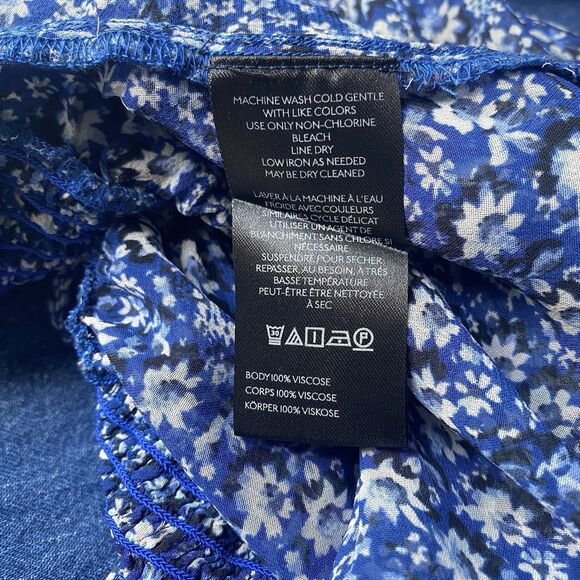 MACHINE WASH COLD GENTLE
WITH LIKE COLORS
USE ONLY NON-CHLORINE
BLEACH
LINE DRY
LOW IRON AS NEEDED
MAY BE DRY CLEANED
LAVER À LA MACHINE À L'EAU
FROIDE AVEC COULEURS
SIMILAIRES CYCLE DÉLICAT
UTILISER UN AGENT DE
BLANCHIMENT SANS CHLORE SI
NÉCESSAIRE
SUSPENDRE POUR SÉCHER
REPASSER, AU BESOIN, À TRÈS
BASSE TEMPÉRATURE
PEUT-ÊTRE ÊTRE NETTOYÉE
À SEC
30 P
BODY 100% VISCOSE
CORPS 100% VISCOSE
KÖRPER 100% VISKOSE